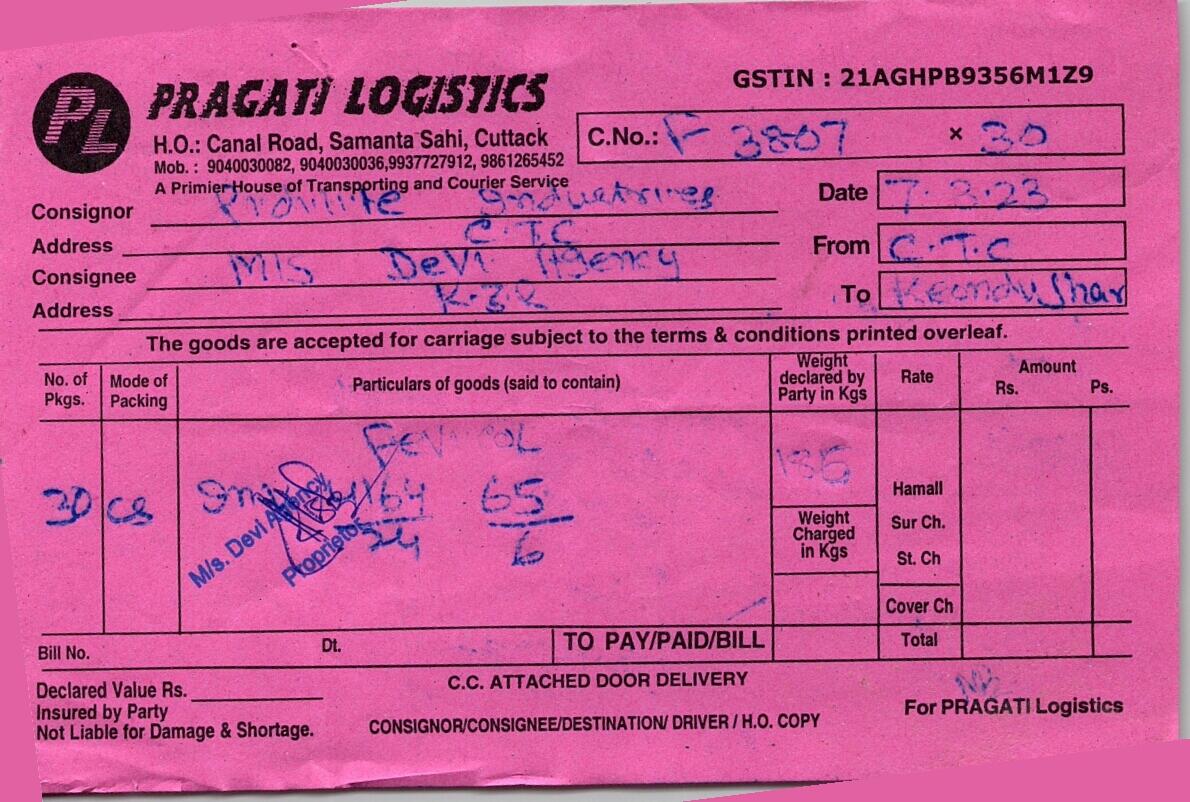 PL PRAGATI LOGISTICS
GSTIN : 21AGHPB9356M1Z9
H.O.: Canal Road, Samanta Sahi, Cuttack
Mob. : 9040030082, 9040030036,9937727912, 9861265452
A Primier House of Transporting and Courier Service
C.No.: F 3807 × 30
Consignor Industries
Date 7.3.23
Address C.T.C
From C.T.C
Consignee M/S DeVi Agency
Address
To
The goods are accepted for carriage subject to the terms & conditions printed overleaf.
No. of Pkgs. Mode of Packing Particulars of goods (said to contain) Weight declared by Party in Kgs Rate Amount Rs. Ps.
30 CS 164 65
24 6
M/s. Devi Agency
Proprietor
Weight Charged in Kgs
Hamall
Sur Ch.
St. Ch
Cover Ch
Bill No. Dt. TO PAY/PAID/BILL Total
Declared Value Rs.
C.C. ATTACHED DOOR DELIVERY
Insured by Party
For PRAGATI Logistics
Not Liable for Damage & Shortage.
CONSIGNOR/CONSIGNEE/DESTINATION/ DRIVER / H.O. COPY